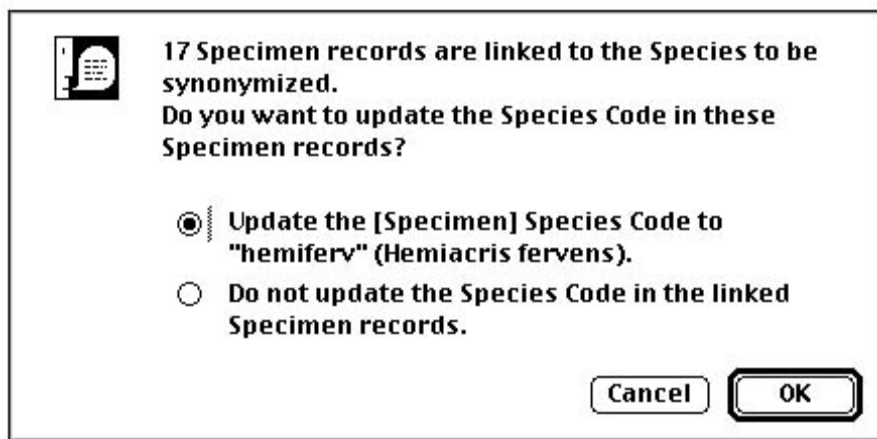 17 Specimen records are linked to the Species to be
synonymized.
Do you want to update the Species Code in these
Specimen records?
Update the [Specimen] Species Code to
"hemiferv" (Hemiacris fervens).
Do not update the Species Code in the linked
Specimen records.
Cancel OK